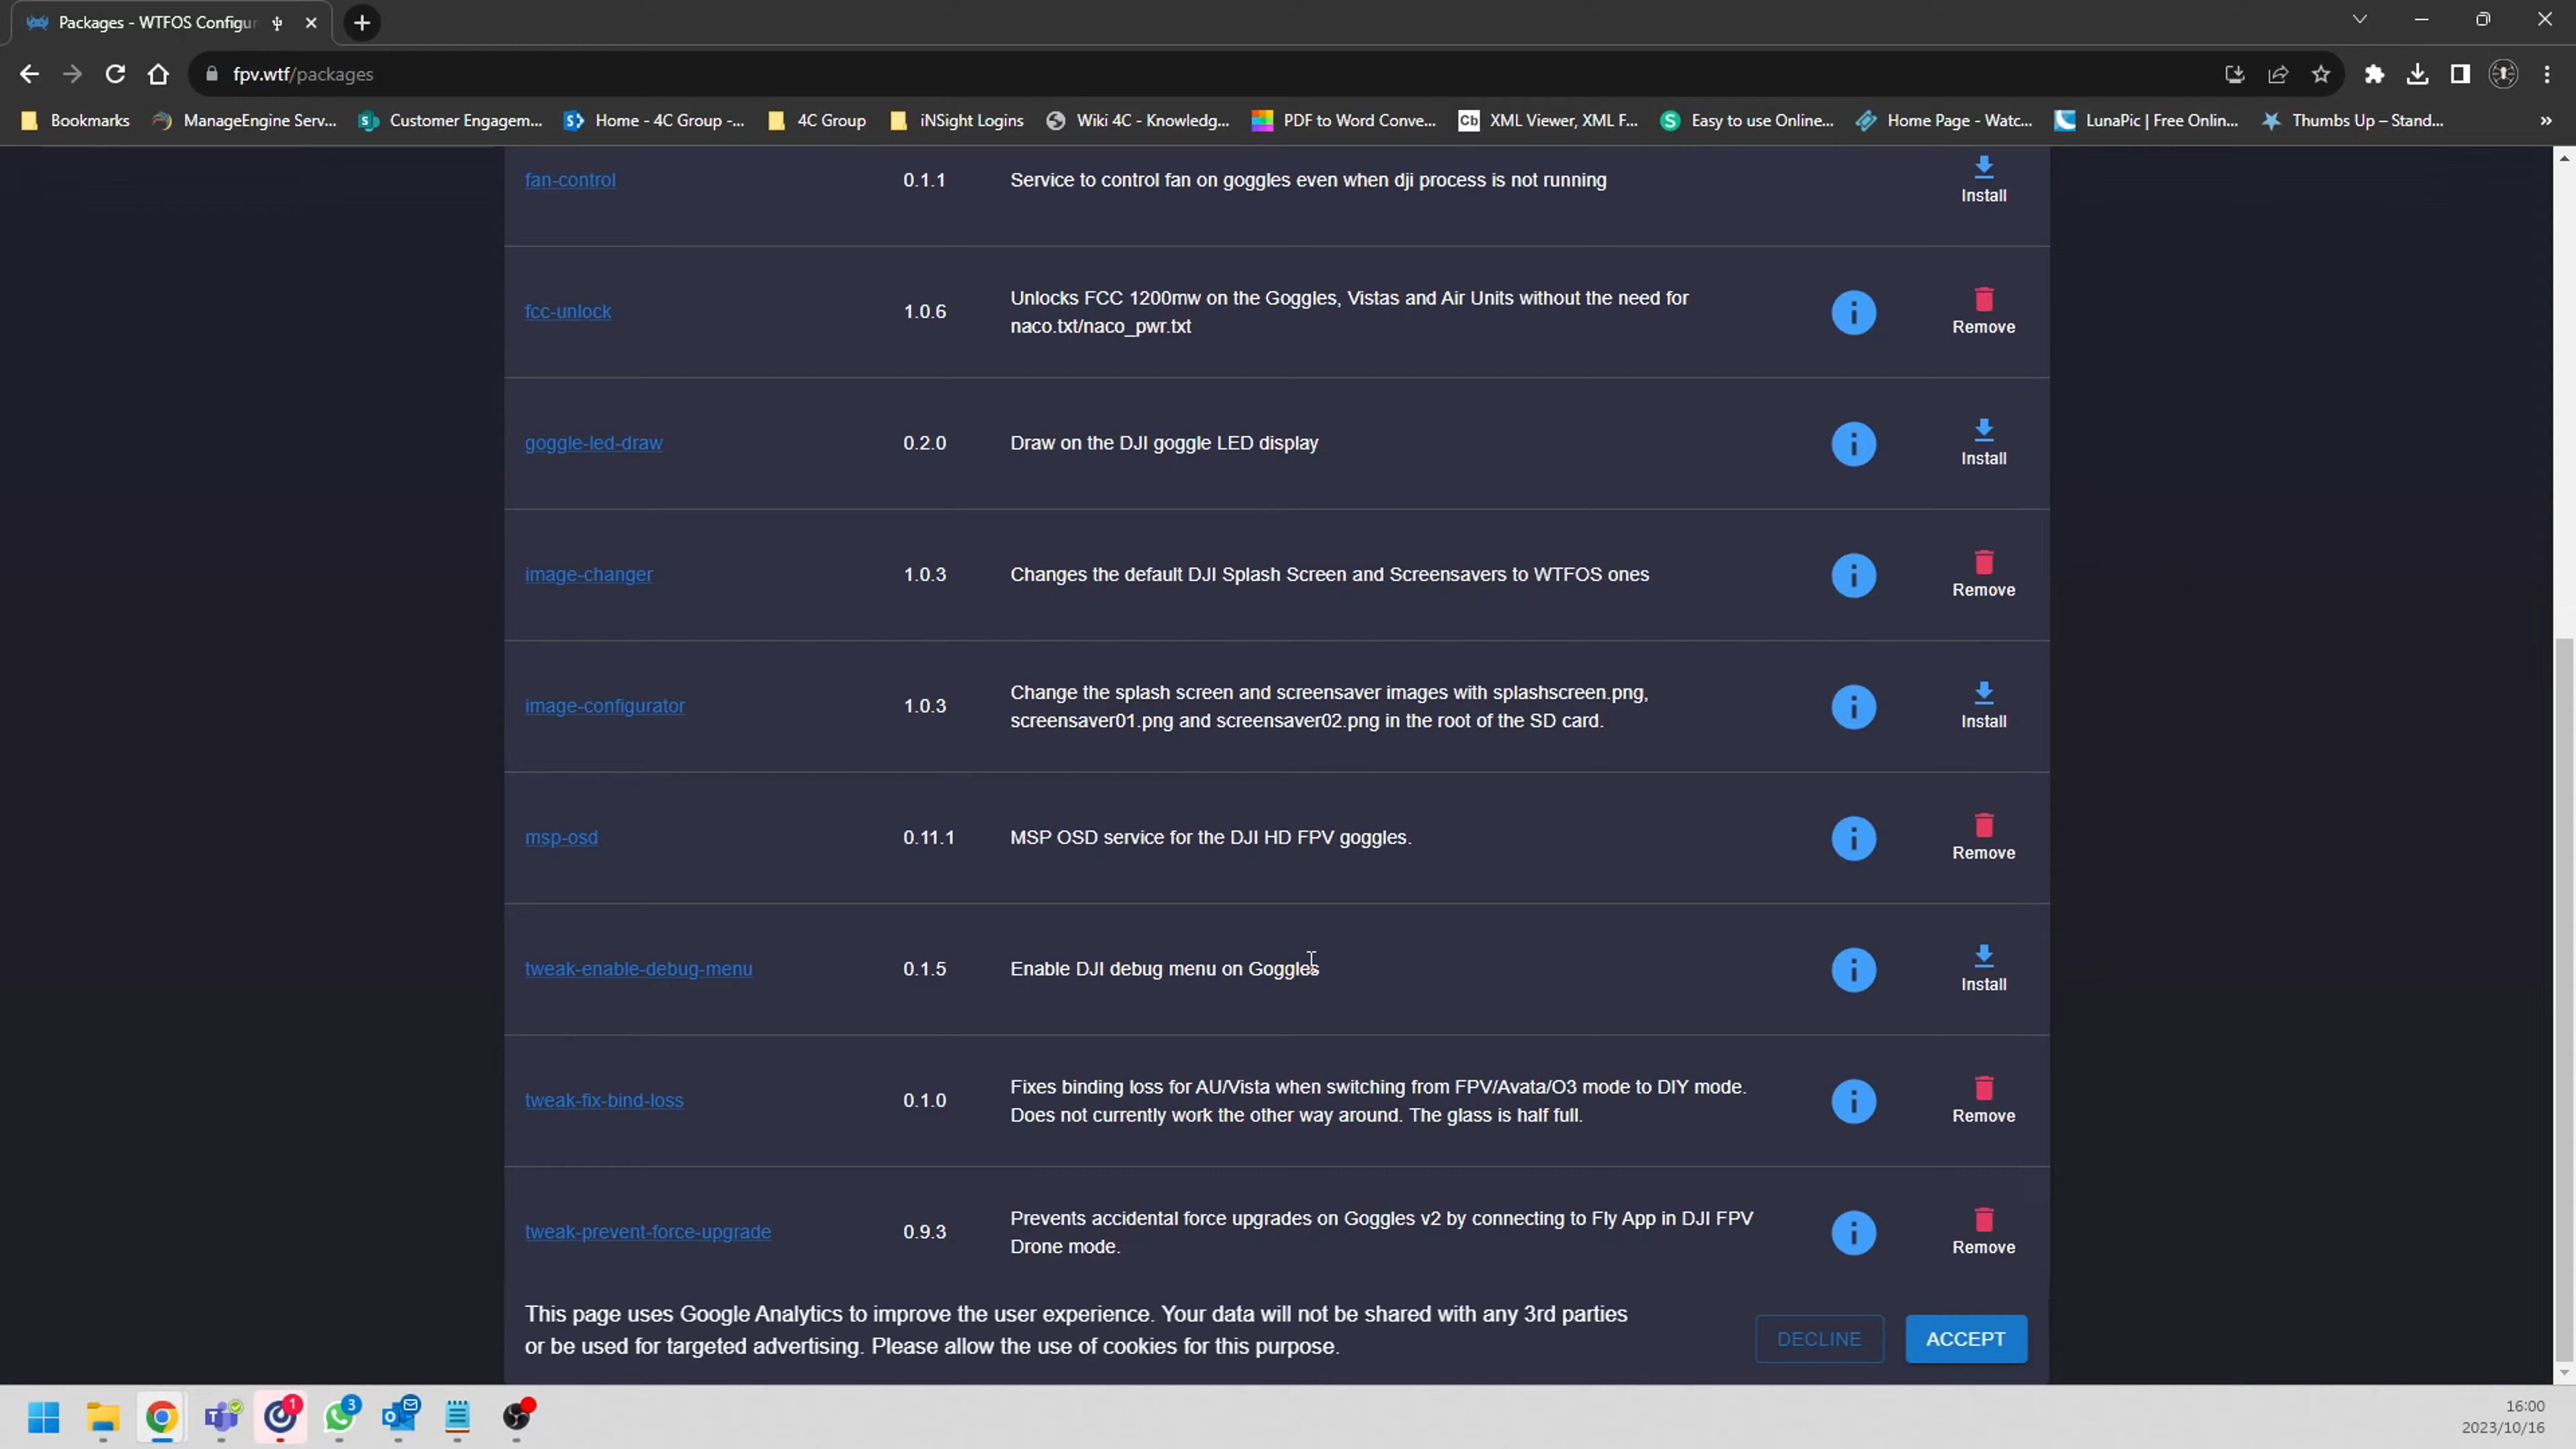 Packages - WTFOS Configur
fpv.wtf/packages
Bookmarks
ManageEngine Serv...
Customer Engagem...
Home - 4C Group -...
4C Group
iNSight Logins
Wiki 4C - Knowledg...
PDF to Word Conve...
Cb
XML Viewer, XML F...
Easy to use Online...
Home Page - Watc...
LunaPic | Free Onlin...
Thumbs Up – Stand...
»
fan-control
0.1.1
Service to control fan on goggles even when dji process is not running
Install
fcc-unlock
1.0.6
Unlocks FCC 1200mw on the Goggles, Vistas and Air Units without the need for
naco.txt/naco_pwr.txt
Remove
goggle-led-draw
0.2.0
Draw on the DJI goggle LED display
Install
image-changer
1.0.3
Changes the default DJI Splash Screen and Screensavers to WTFOS ones
Remove
image-configurator
1.0.3
Change the splash screen and screensaver images with splashscreen.png,
screensaver01.png and screensaver02.png in the root of the SD card.
Install
msp-osd
0.11.1
MSP OSD service for the DJI HD FPV goggles.
Remove
tweak-enable-debug-menu
0.1.5
Enable DJI debug menu on Goggles
Install
tweak-fix-bind-loss
0.1.0
Fixes binding loss for AU/Vista when switching from FPV/Avata/O3 mode to DIY mode.
Does not currently work the other way around. The glass is half full.
Remove
tweak-prevent-force-upgrade
0.9.3
Prevents accidental force upgrades on Goggles v2 by connecting to Fly App in DJI FPV
Drone mode.
Remove
This page uses Google Analytics to improve the user experience. Your data will not be shared with any 3rd parties
or be used for targeted advertising. Please allow the use of cookies for this purpose.
DECLINE
ACCEPT
1
3
16:00
2023/10/16